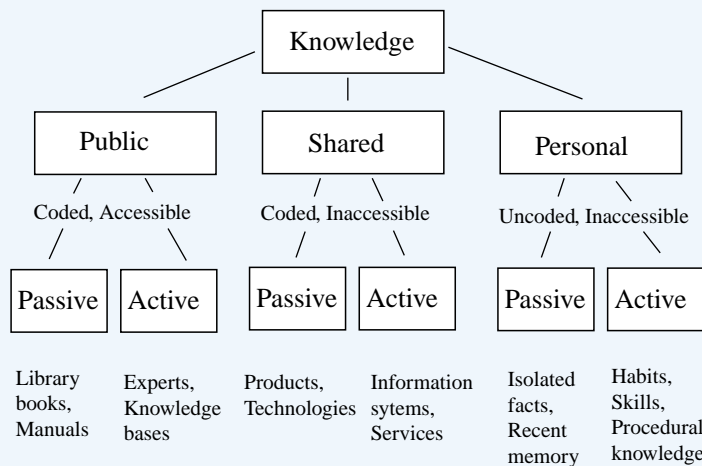 Knowledge
Public
Shared
Personal
Coded, Accessible
Coded, Inaccessible
Uncoded, Inaccessible
Passive
Active
Passive
Active
Passive
Active
Library
books,
Manuals
Experts,
Knowledge
bases
Products,
Technologies
Information
sytems,
Services
Isolated
facts,
Recent
memory
Habits,
Skills,
Procedural
knowledge